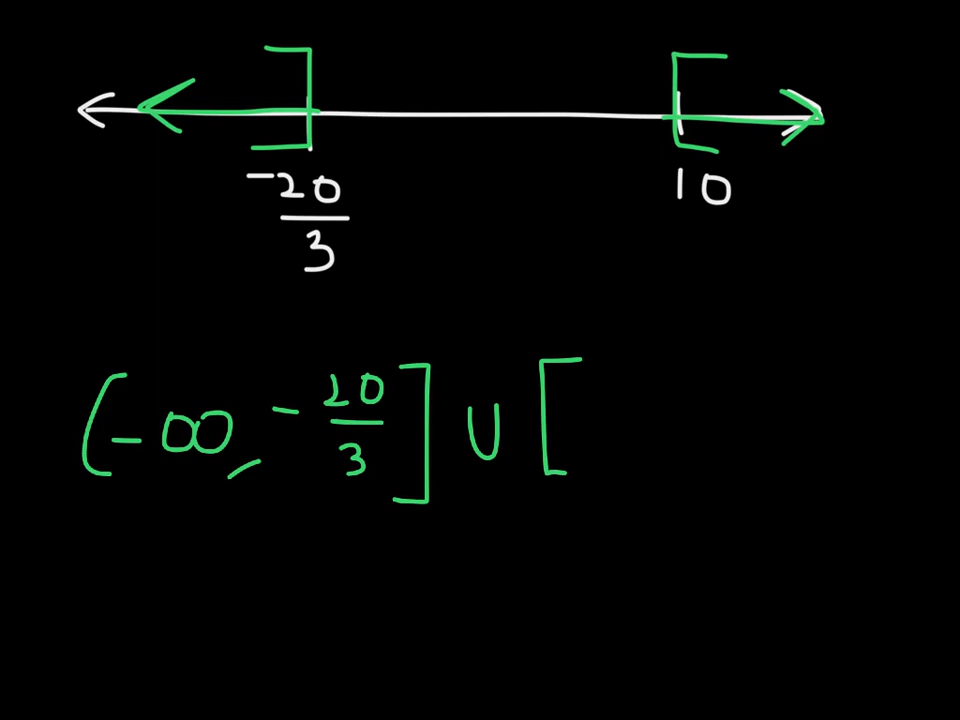 ] [
-20/3 10
(-∞, -20/3] ∪ [